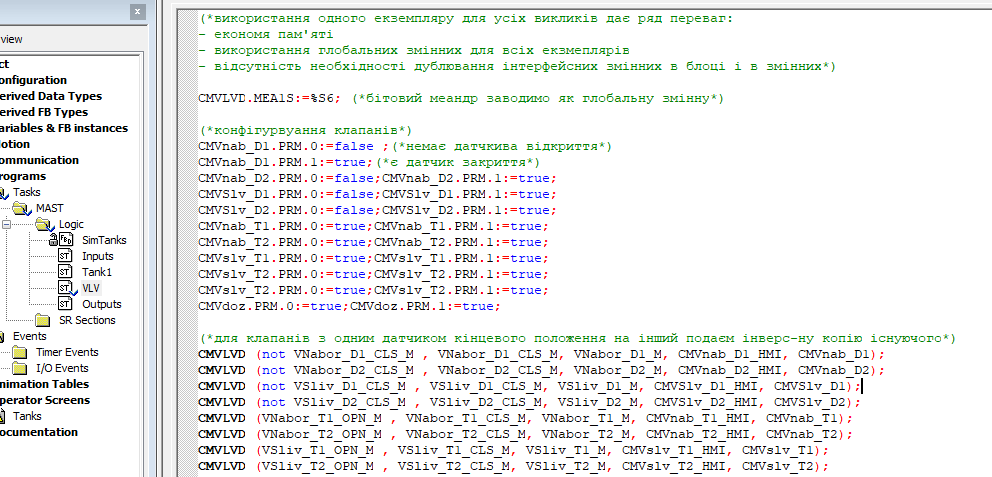 view
ct
onfiguration
erived Data Types
erived FB Types
ariables & FB instances
otion
ommunication
rograms
Tasks
MAST
Logic
SimTanks
Inputs
Tank1
VLV
Outputs
SR Sections
Events
Timer Events
I/O Events
nimation Tables
perator Screens
Tanks
ocumentation
(*використання одного екземпляру для усіх викликів дає ряд переваг:
- економя пам'яті
- використання глобальних змінних для всіх екзмеплярів
- відсутність необхідності дублювання інтерфейсних змінних в блоці і в змінних*)
CMVLVD.MEA1S:=%S6; (*бітовий меандр заводимо як глобальну змінну*)
(*конфігурвуання клапанів*)
CMVnab_D1.PRM.0:=false ;(*немає датчкива відкриття*)
CMVnab_D1.PRM.1:=true;(*є датчик закриття*)
CMVnab_D2.PRM.0:=false;CMVnab_D2.PRM.1:=true;
CMVSlv_D1.PRM.0:=false;CMVSlv_D1.PRM.1:=true;
CMVSlv_D2.PRM.0:=false;CMVSlv_D2.PRM.1:=true;
CMVnab_T1.PRM.0:=true;CMVnab_T1.PRM.1:=true;
CMVnab_T2.PRM.0:=true;CMVnab_T2.PRM.1:=true;
CMVslv_T1.PRM.0:=true;CMVslv_T1.PRM.1:=true;
CMVslv_T2.PRM.0:=true;CMVslv_T2.PRM.1:=true;
CMVslv_T2.PRM.0:=true;CMVslv_T2.PRM.1:=true;
CMVdoz.PRM.0:=true;CMVdoz.PRM.1:=true;
(*для клапанів з одним датчиком кінцевого положення на інший подаєм інверс-ну копію існуючого*)
CMVLVD (not VNabor_D1_CLS_M , VNabor_D1_CLS_M, VNabor_D1_M, CMVnab_D1_HMI, CMVnab_D1);
CMVLVD (not VNabor_D2_CLS_M , VNabor_D2_CLS_M, VNabor_D2_M, CMVnab_D2_HMI, CMVnab_D2);
CMVLVD (not VSliv_D1_CLS_M , VSliv_D1_CLS_M, VSliv_D1_M, CMVSlv_D1_HMI, CMVSlv_D1);
CMVLVD (not VSliv_D2_CLS_M , VSliv_D2_CLS_M, VSliv_D2_M, CMVSlv_D2_HMI, CMVSlv_D2);
CMVLVD (VNabor_T1_OPN_M , VNabor_T1_CLS_M, VNabor_T1_M, CMVnab_T1_HMI, CMVnab_T1);
CMVLVD (VNabor_T2_OPN_M , VNabor_T2_CLS_M, VNabor_T2_M, CMVnab_T2_HMI, CMVnab_T2);
CMVLVD (VSliv_T1_OPN_M , VSliv_T1_CLS_M, VSliv_T1_M, CMVslv_T1_HMI, CMVslv_T1);
CMVLVD (VSliv_T2_OPN_M , VSliv_T2_CLS_M, VSliv_T2_M, CMVslv_T2_HMI, CMVslv_T2);